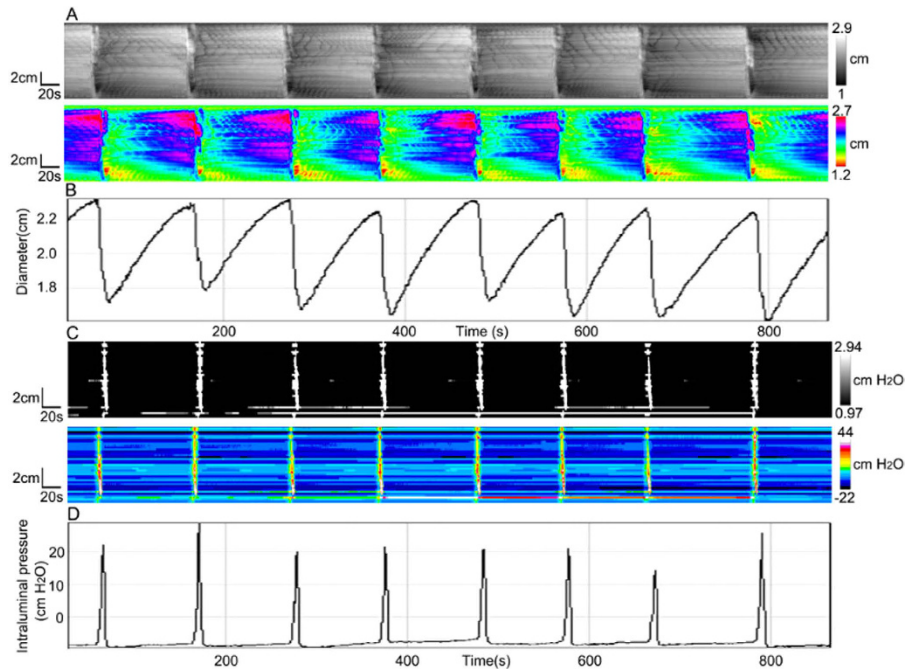 A
2.9
cm
1
2cm
20s
2.7
cm
1.2
2cm
20s
B
Diameter(cm)
2.2
2.0
1.8
200
400
Time (s)
600
800
C
2.94
cm H2O
0.97
2cm
20s
44
cm H2O
-22
2cm
20s
D
Intraluminal pressure
(cm H2O)
20
10
0
200
400
Time(s)
600
800